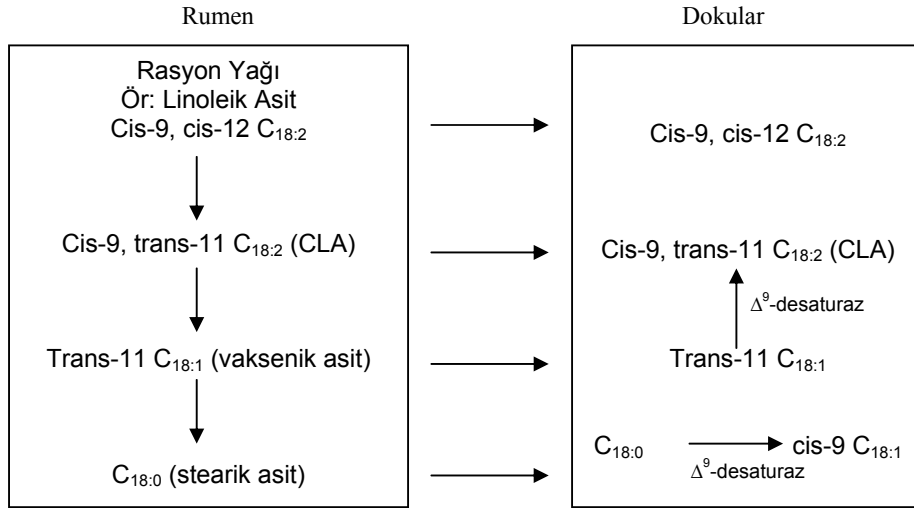 Rumen
Dokular
Rasyon Yağı
Ör: Linoleik Asit
Cis-9, cis-12 C18:2
Cis-9, trans-11 C18:2 (CLA)
Trans-11 C18:1 (vaksenik asit)
C18:0 (stearik asit)
Cis-9, cis-12 C18:2
Cis-9, trans-11 C18:2 (CLA)
Δ9-desaturaz
Trans-11 C18:1
C18:0 cis-9 C18:1
Δ9-desaturaz